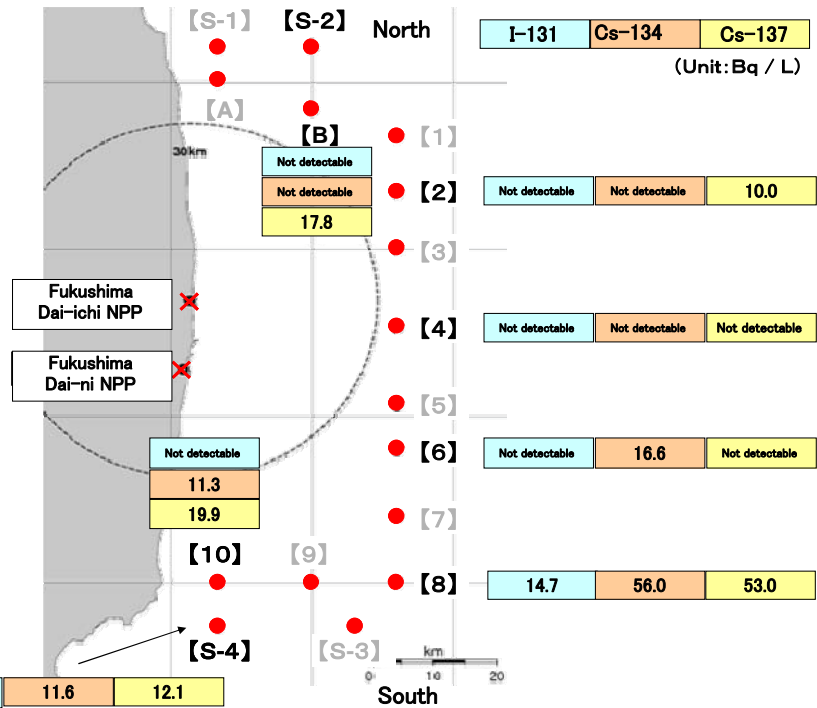 【S-1】
【S-2】
North
I-131 Cs-134 Cs-137
(Unit:Bq / L)
【A】
【B】
【1】
30km
Not detectable
Not detectable
17.8
【2】
Not detectable Not detectable 10.0
【3】
Fukushima
Dai-ichi NPP
【4】
Not detectable Not detectable Not detectable
Fukushima
Dai-ni NPP
【5】
Not detectable
11.3
19.9
【6】
Not detectable 16.6 Not detectable
【7】
【10】
【9】
【8】
14.7 56.0 53.0
【S-4】
【S-3】
km
0 10 20
11.6 12.1
South